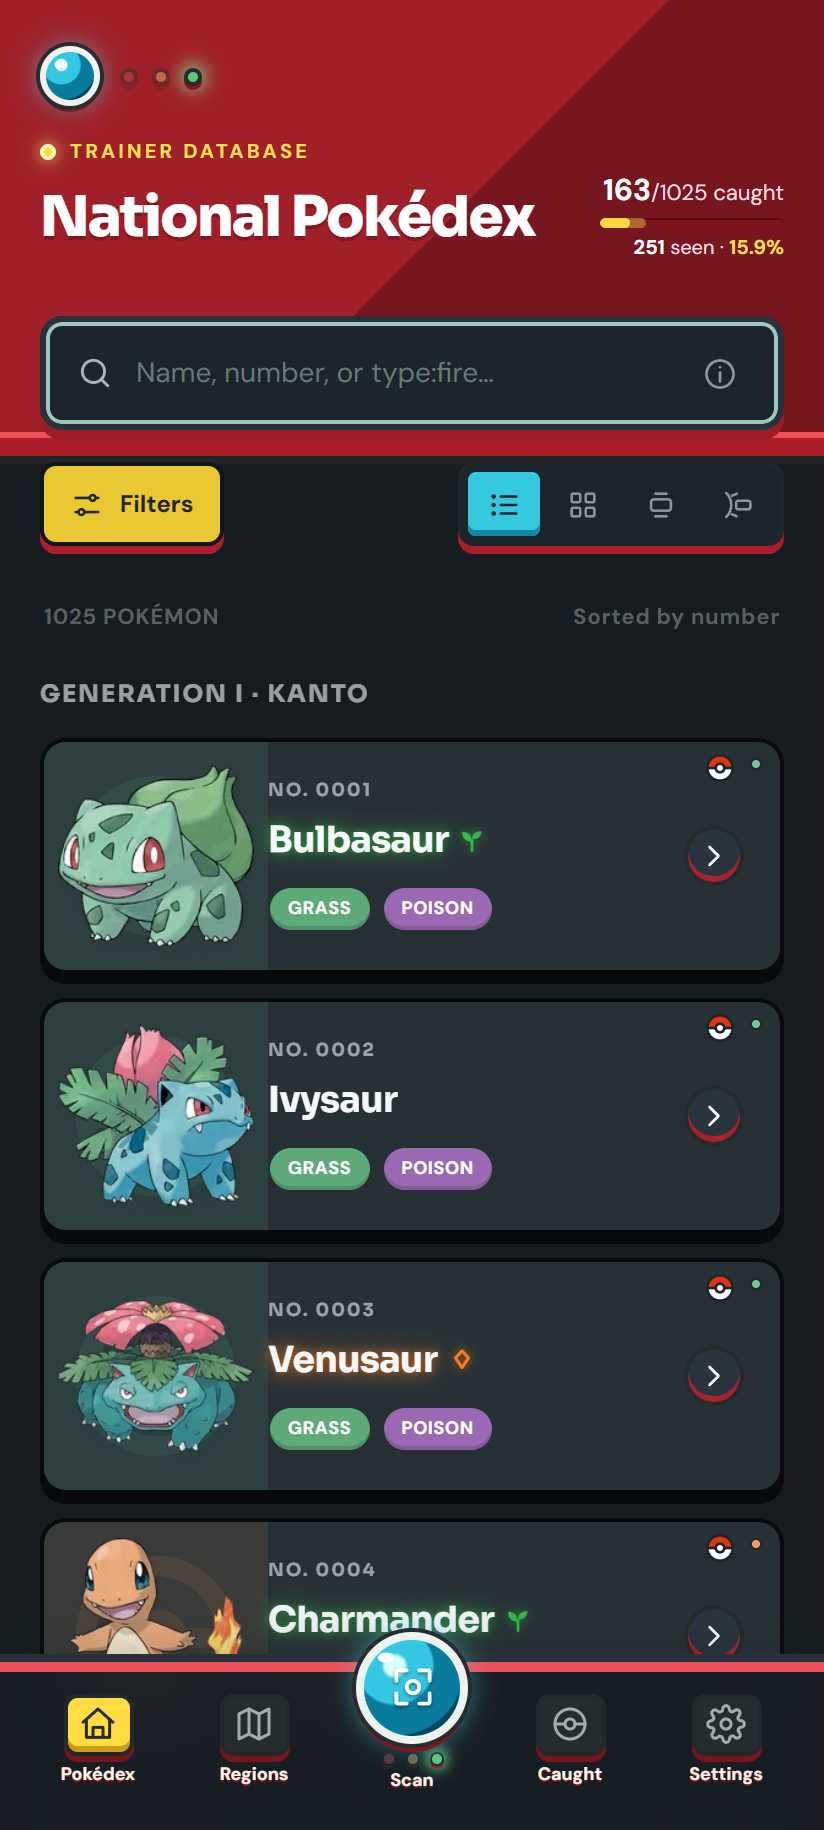 TRAINER DATABASE
National Pokédex
163/1025 caught
251 seen · 15.9%
Name, number, or type:fire...
Filters
1025 POKÉMON
Sorted by number
GENERATION I · KANTO
NO. 0001
Bulbasaur
GRASS POISON
NO. 0002
Ivysaur
GRASS POISON
NO. 0003
Venusaur
GRASS POISON
NO. 0004
Charmander
Pokédex
Regions
Scan
Caught
Settings